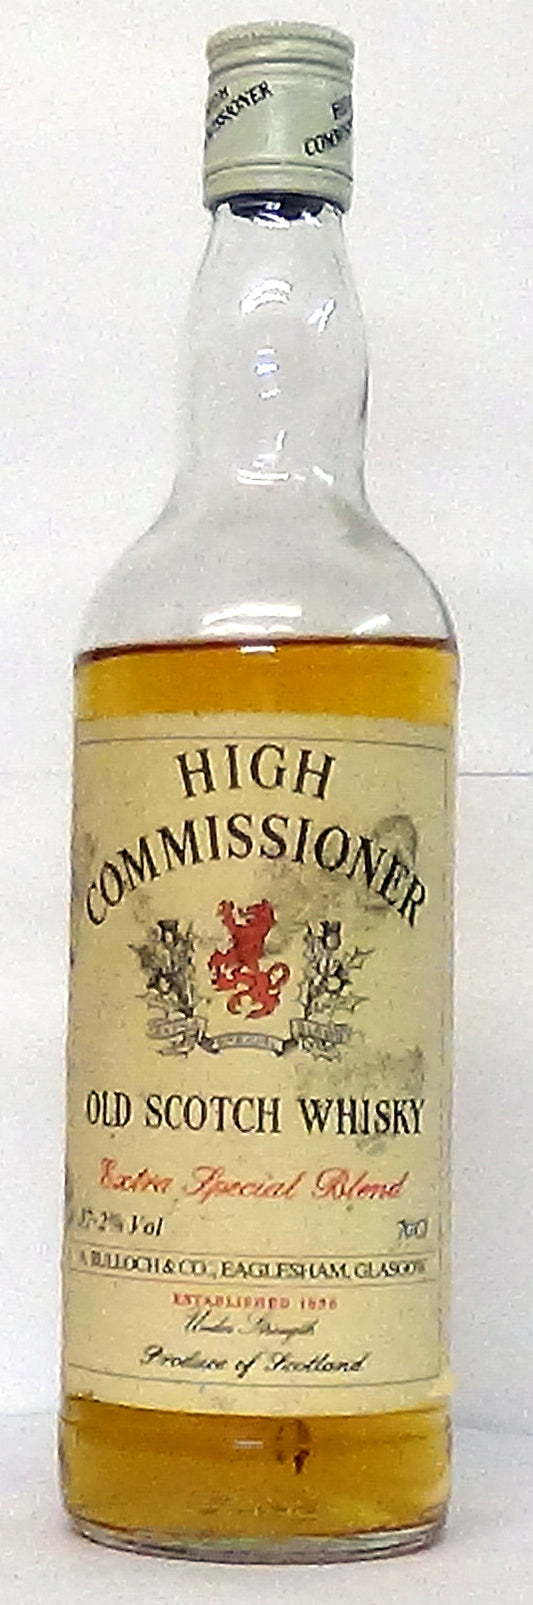 COMMISSIONER
HIGH
COMMISSIONER
OLD SCOTCH WHISKY
Extra Special Blend
37·2% Vol 70cl
A BULLOCH & CO., EAGLESHAM, GLASGOW
ESTABLISHED
Under Strength
Produce of Scotland